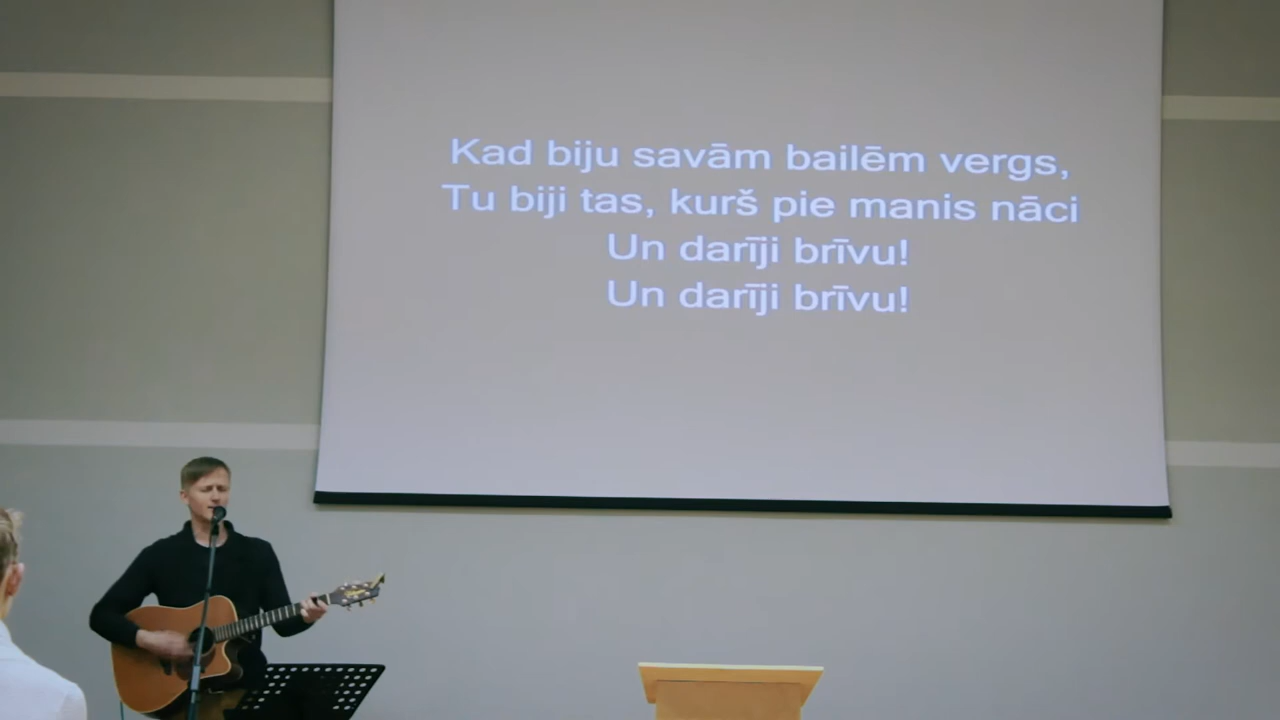 Kad biju savām bailēm vergs,
Tu biji tas, kurš pie manis nāci
Un darīji brīvu!
Un darīji brīvu!